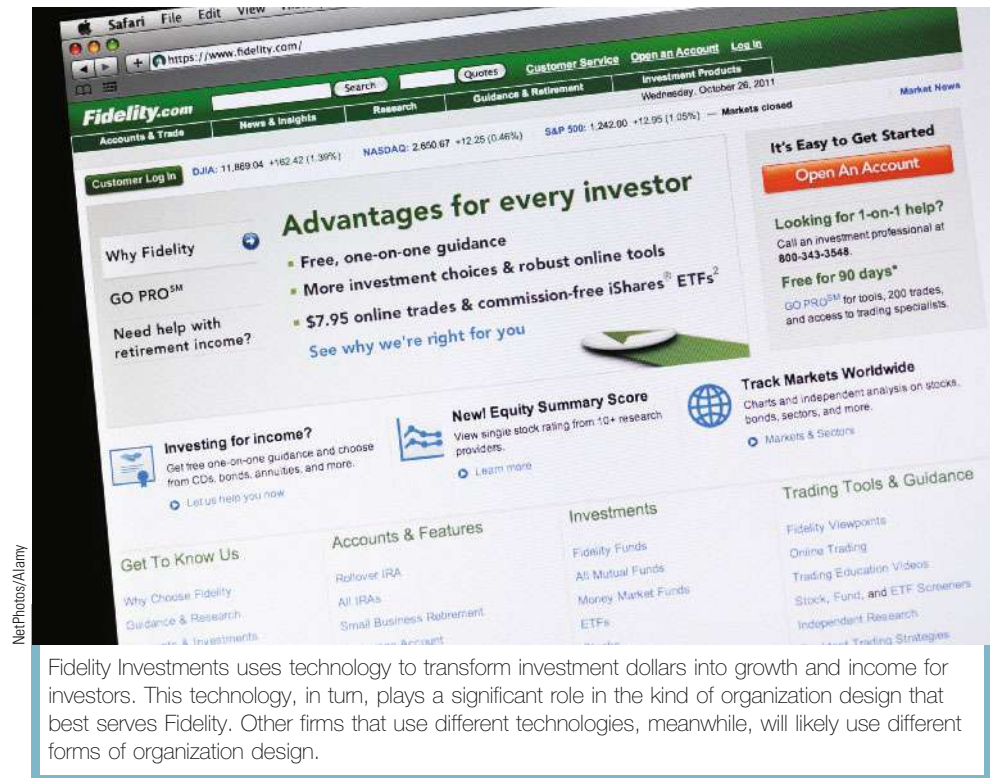 Safari File Edit View
https://www.fidelity.com/
Search Quotes Customer Service Open an Account Log In
Fidelity.com
Accounts & Trade News & Insights Research Guidance & Retirement Investment Products
Wednesday, October 26, 2011
Customer Log In DJIA: 11,869.04 +162.42 (1.39%) NASDAQ: 2,650.67 +12.25 (0.46%) S&P 500: 1,242.00 +12.95 (1.05%) — Markets closed Market News
Why Fidelity
GO PRO℠
Need help with
retirement income?
Advantages for every investor
▪ Free, one-on-one guidance
▪ More investment choices & robust online tools
▪ $7.95 online trades & commission-free iShares® ETFs²
See why we're right for you
It's Easy to Get Started
Open An Account
Looking for 1-on-1 help?
Call an investment professional at
800-343-3548.
Free for 90 days*
GO PRO℠ for tools, 200 trades,
and access to trading specialists.
Investing for income?
Get free one-on-one guidance and choose
from CDs, bonds, annuities, and more.
Let us help you now
New! Equity Summary Score
View single stock rating from 10+ research
providers.
Learn more
Track Markets Worldwide
Charts and independent analysis on stocks,
bonds, sectors, and more.
Markets & Sectors
Get To Know Us
Why Choose Fidelity
Guidance & Research
& Investments
Accounts & Features
Rollover IRA
All IRAs
Small Business Retirement
Account
Investments
Fidelity Funds
All Mutual Funds
Money Market Funds
ETFs
Trading Tools & Guidance
Fidelity Viewpoints
Online Trading
Trading Education Videos
Stock, Fund, and ETF Screeners
Independent Research
Trading Strategies
NetPhotos/Alamy
Fidelity Investments uses technology to transform investment dollars into growth and income for
investors. This technology, in turn, plays a significant role in the kind of organization design that
best serves Fidelity. Other firms that use different technologies, meanwhile, will likely use different
forms of organization design.